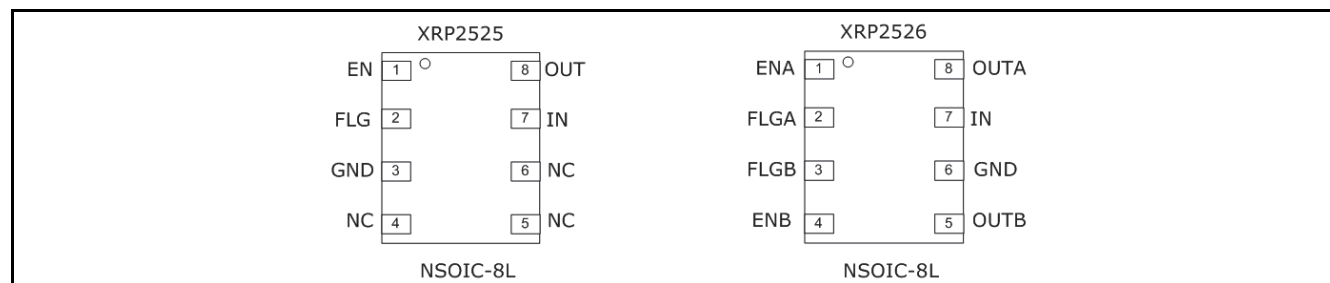 XRP2525 XRP2526
EN 1 8 OUT ENA 1 8 OUTA
FLG 2 7 IN FLGA 2 7 IN
GND 3 6 NC FLGB 3 6 GND
NC 4 5 NC ENB 4 5 OUTB
NSOIC-8L NSOIC-8L